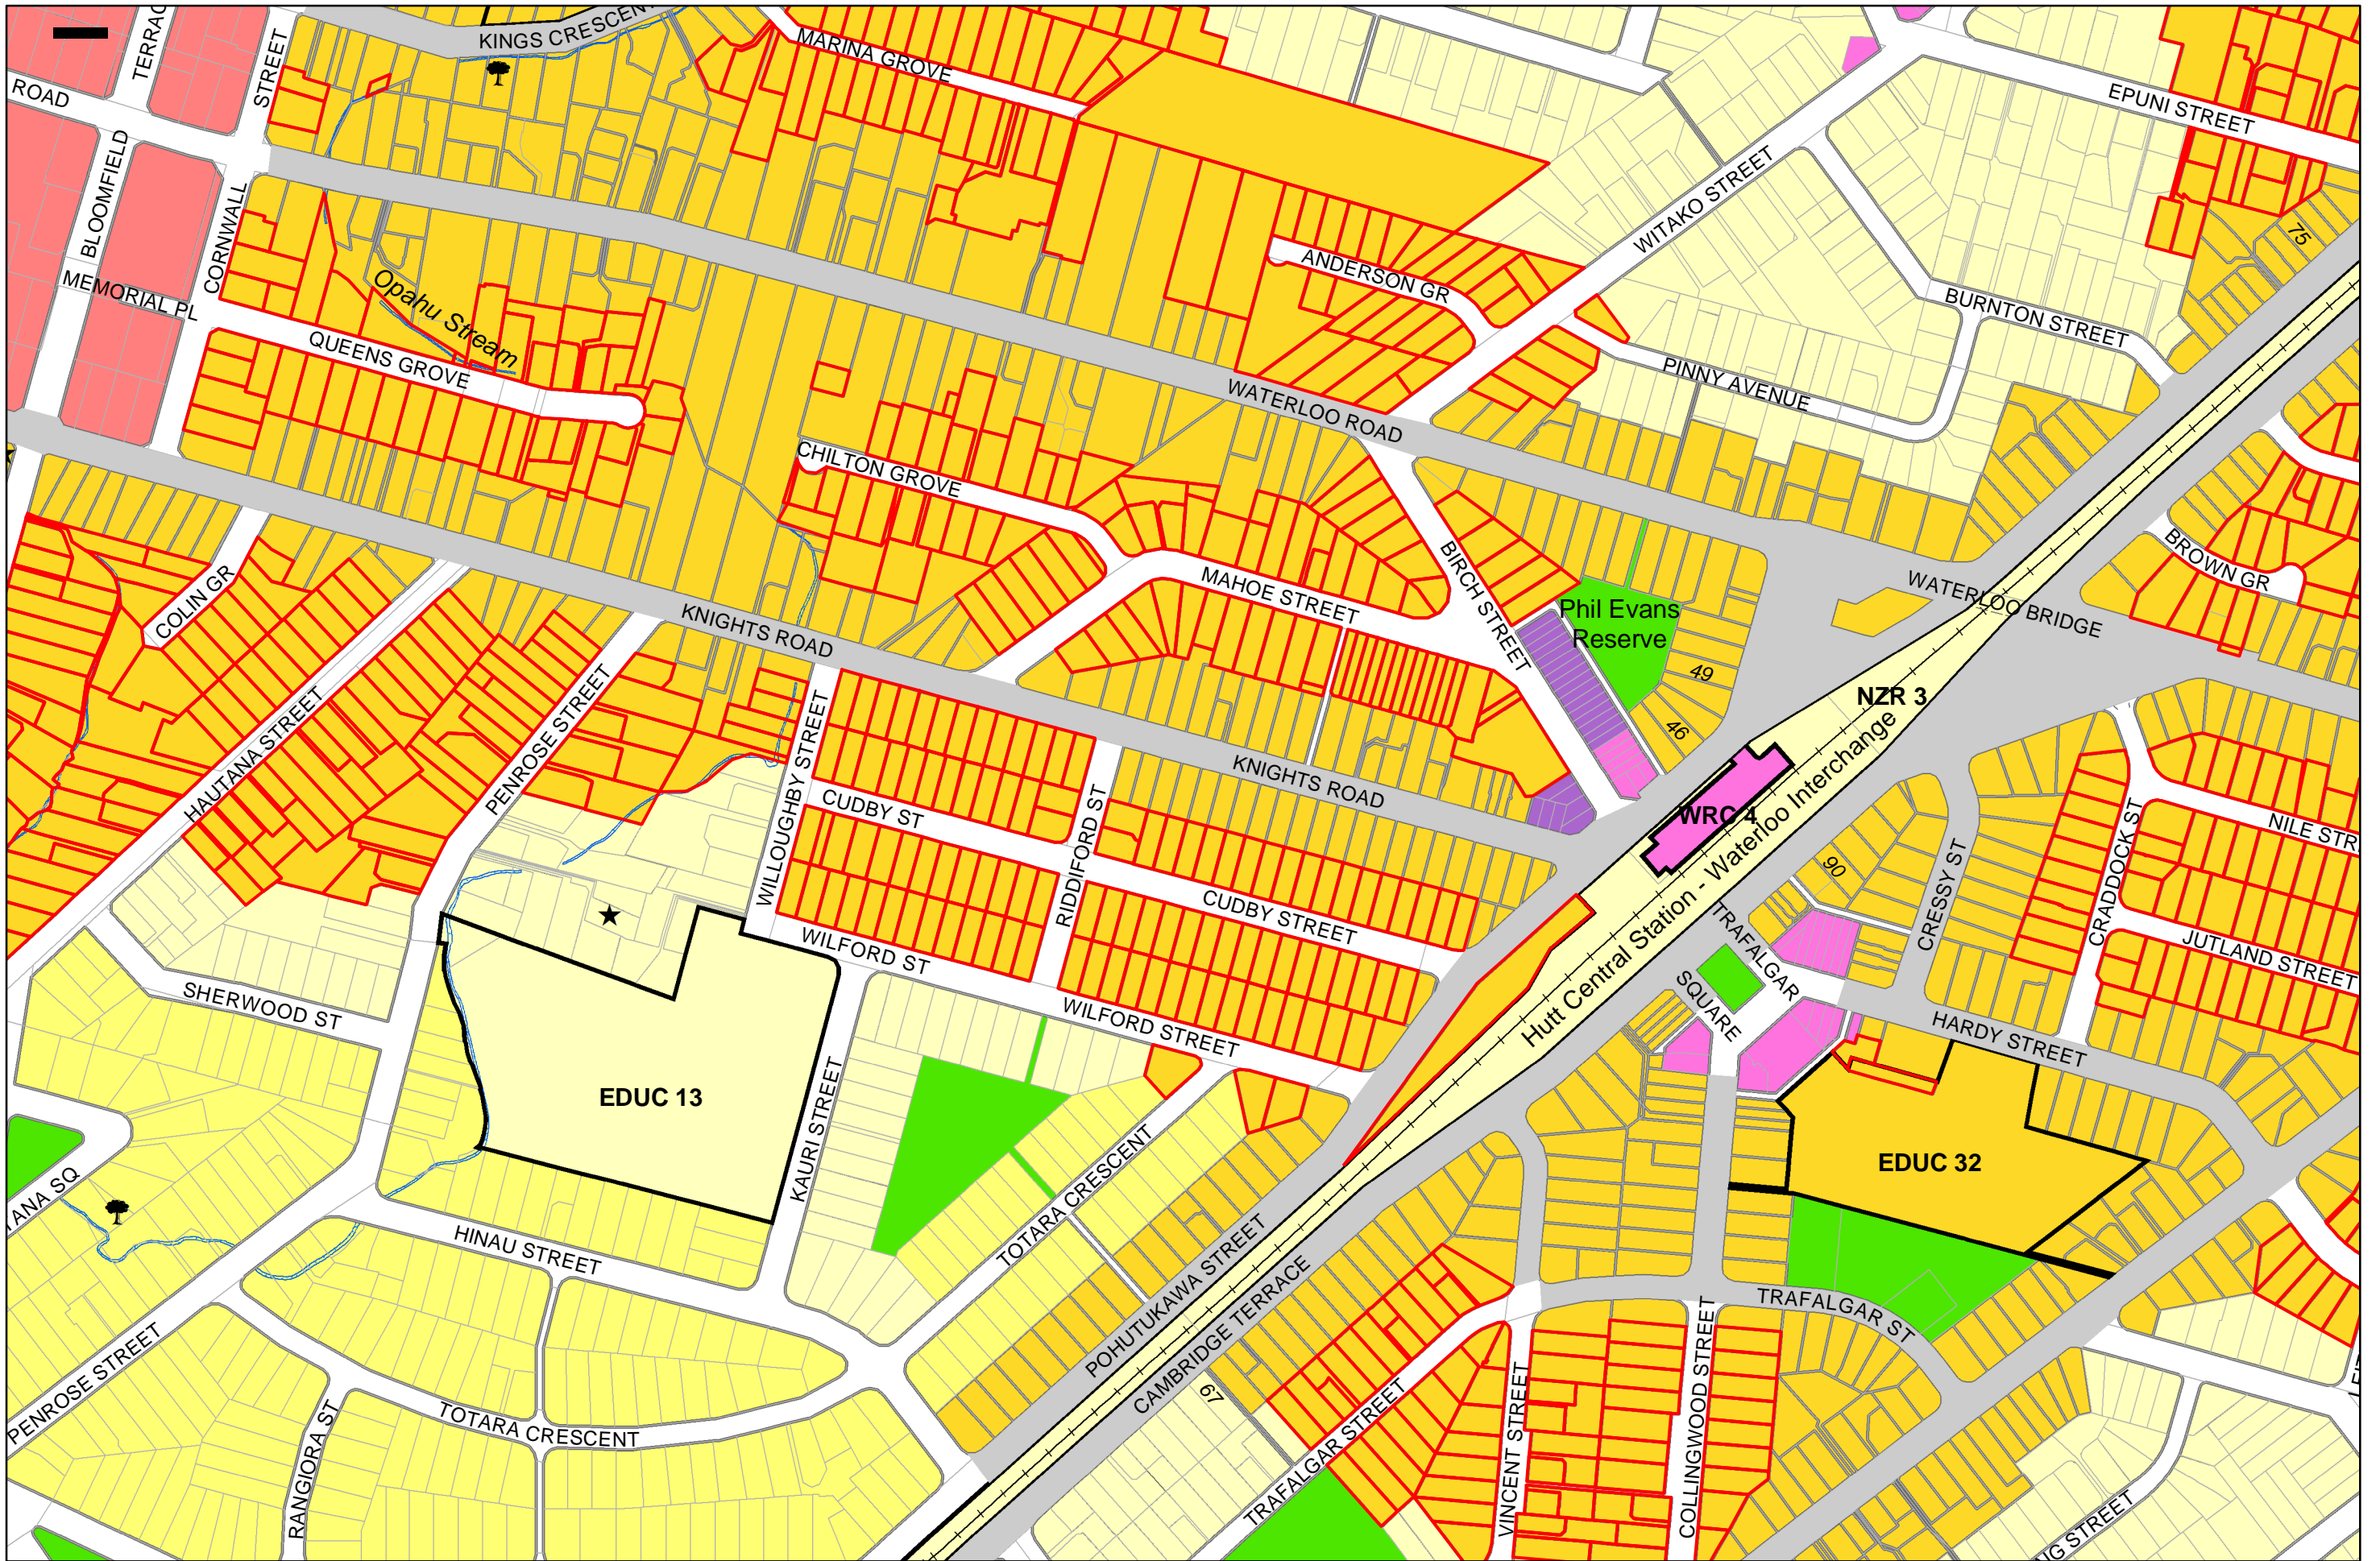 KINGS CRESCENT
TERRAC
STREET
ROAD
MARINA GROVE
EPUNI STREET
BLOOMFIELD
CORNWALL
MEMORIAL PL
Opahu Stream
QUEENS GROVE
WITAKO STREET
75
ANDERSON GR
BURNTON STREET
PINNY AVENUE
WATERLOO ROAD
CHILTON GROVE
BROWN GR
COLIN GR
MAHOE STREET
BIRCH STREET
Phil Evans
Reserve
WATERLOO BRIDGE
KNIGHTS ROAD
49
46
NZR 3
HAUTANA STREET
PENROSE STREET
WILLOUGHBY STREET
CUDBY ST
RIDDIFORD ST
KNIGHTS ROAD
WRC 4
Hutt Central Station - Waterloo Interchange
90
CRESSY ST
CRADDOCK ST
NILE STR
CUDBY STREET
TRAFALGAR
SQUARE
JUTLAND STREET
WILFORD ST
WILFORD STREET
SHERWOOD ST
HARDY STREET
EDUC 13
KAURI STREET
EDUC 32
TANA SQ
TOTARA CRESCENT
HINAU STREET
POHUTUKAWA STREET
CAMBRIDGE TERRACE
TRAFALGAR ST
PENROSE STREET
RANGIORA ST
TOTARA CRESCENT
67
TRAFALGAR STREET
VINCENT STREET
COLLINGWOOD STREET
NG STREET